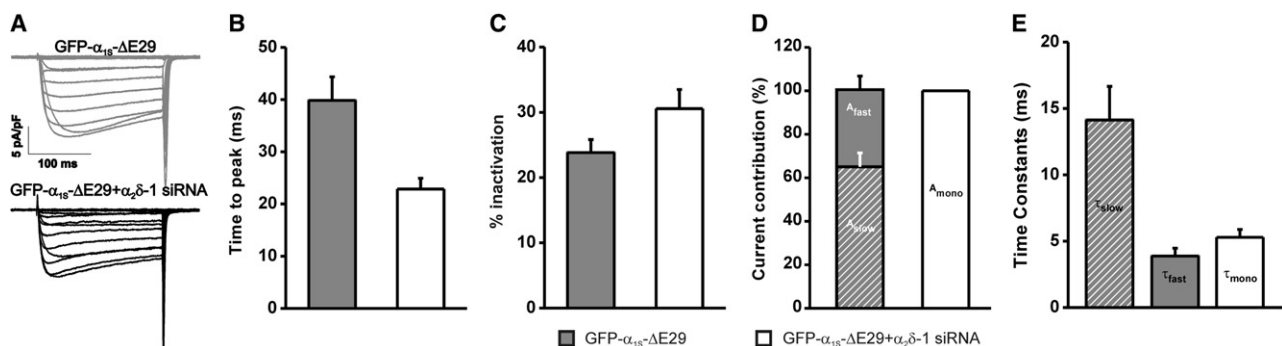 A
GFP-α1S-ΔE29
5 pA/pF
100 ms
GFP-α1S-ΔE29+α2δ-1 siRNA
B
Time to peak (ms)
50
40
30
20
10
0
C
% inactivation
40
30
20
10
0
D
Current contribution (%)
120
100
80
60
40
20
0
Afast
Aslow
Amono
E
Time Constants (ms)
20
15
10
5
0
τslow
τfast
τmono
GFP-α1S-ΔE29
GFP-α1S-ΔE29+α2δ-1 siRNA